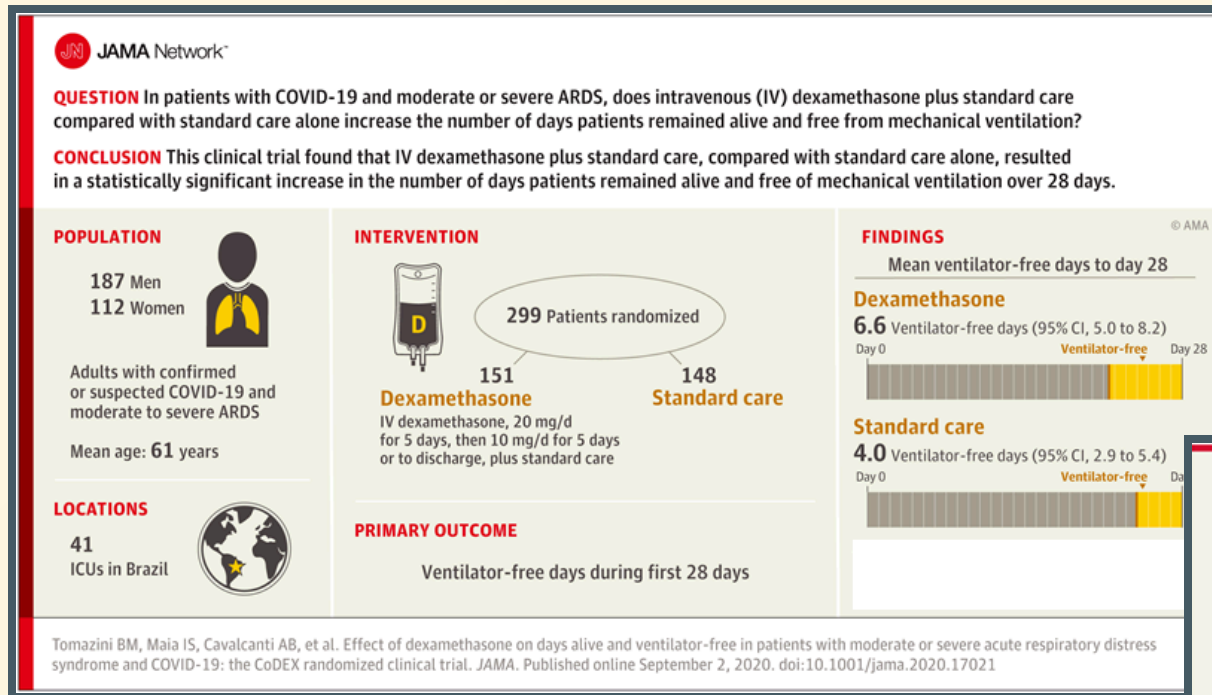 JN JAMA Network™
QUESTION In patients with COVID-19 and moderate or severe ARDS, does intravenous (IV) dexamethasone plus standard care
compared with standard care alone increase the number of days patients remained alive and free from mechanical ventilation?
CONCLUSION This clinical trial found that IV dexamethasone plus standard care, compared with standard care alone, resulted
in a statistically significant increase in the number of days patients remained alive and free of mechanical ventilation over 28 days.
POPULATION
187 Men
112 Women
Adults with confirmed
or suspected COVID-19 and
moderate to severe ARDS
Mean age: 61 years
LOCATIONS
41
ICUs in Brazil
INTERVENTION
D
299 Patients randomized
151
Dexamethasone
IV dexamethasone, 20 mg/d
for 5 days, then 10 mg/d for 5 days
or to discharge, plus standard care
148
Standard care
PRIMARY OUTCOME
Ventilator-free days during first 28 days
© AMA
FINDINGS
Mean ventilator-free days to day 28
Dexamethasone
6.6 Ventilator-free days (95% CI, 5.0 to 8.2)
Day 0 Ventilator-free Day 28
Standard care
4.0 Ventilator-free days (95% CI, 2.9 to 5.4)
Day 0 Ventilator-free
Tomazini BM, Maia IS, Cavalcanti AB, et al. Effect of dexamethasone on days alive and ventilator-free in patients with moderate or severe acute respiratory distress
syndrome and COVID-19: the CoDEX randomized clinical trial. JAMA. Published online September 2, 2020. doi:10.1001/jama.2020.17021